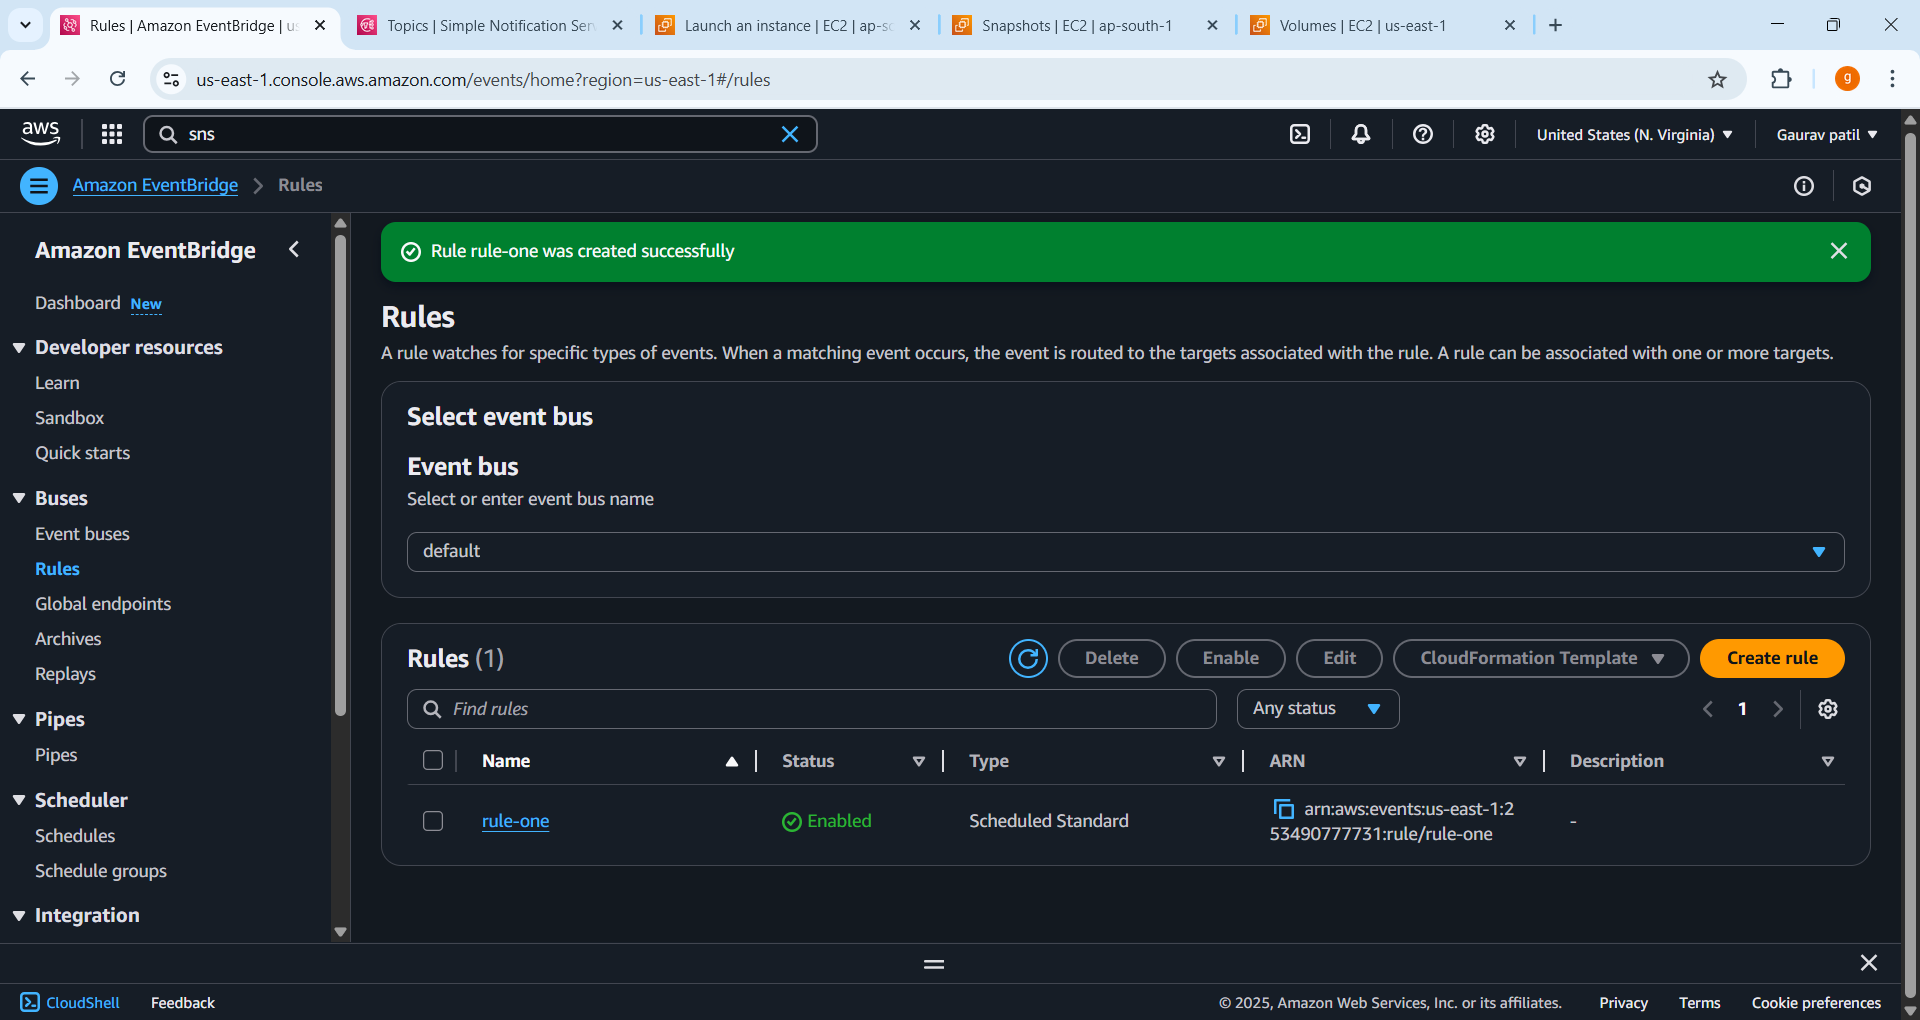 Rules | Amazon EventBridge | us
Topics | Simple Notification Serv
Launch an instance | EC2 | ap-sc
Snapshots | EC2 | ap-south-1
Volumes | EC2 | us-east-1
us-east-1.console.aws.amazon.com/events/home?region=us-east-1#/rules
g
aws
sns
United States (N. Virginia)
Gaurav patil
Amazon EventBridge
Rules
Amazon EventBridge
Dashboard New
Developer resources
Learn
Sandbox
Quick starts
Buses
Event buses
Rules
Global endpoints
Archives
Replays
Pipes
Pipes
Scheduler
Schedules
Schedule groups
Integration
Rule rule-one was created successfully
Rules
A rule watches for specific types of events. When a matching event occurs, the event is routed to the targets associated with the rule. A rule can be associated with one or more targets.
Select event bus
Event bus
Select or enter event bus name
default
Rules (1)
Delete
Enable
Edit
CloudFormation Template
Create rule
Find rules
Any status
1
Name
Status
Type
ARN
Description
rule-one
Enabled
Scheduled Standard
arn:aws:events:us-east-1:2
53490777731:rule/rule-one
-
CloudShell
Feedback
© 2025, Amazon Web Services, Inc. or its affiliates.
Privacy
Terms
Cookie preferences